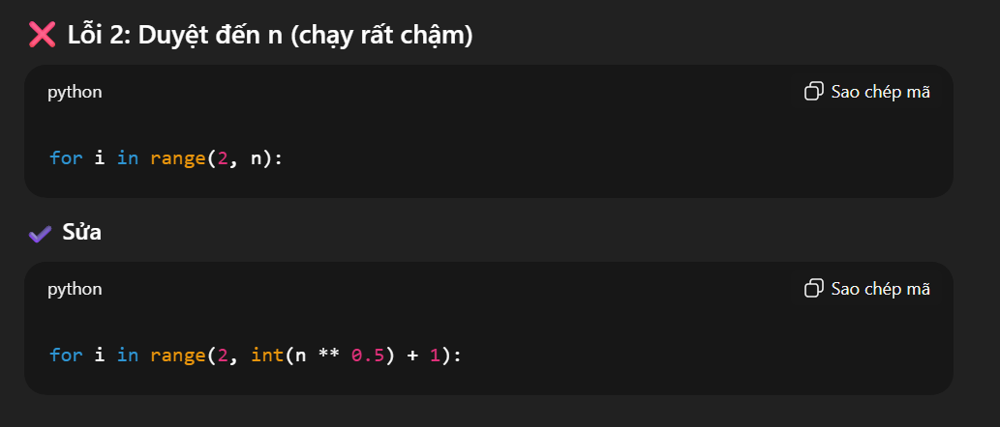 ❌ Lỗi 2: Duyệt đến n (chạy rất chậm)
python
Sao chép mã
for i in range(2, n):
✔ Sửa
python
Sao chép mã
for i in range(2, int(n ** 0.5) + 1):